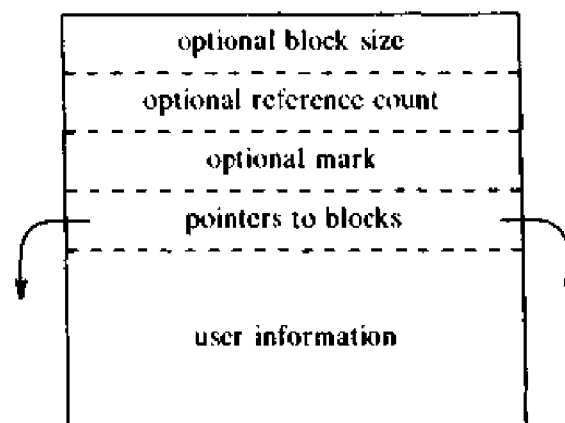 optional block size
optional reference count
optional mark
pointers to blocks
user information